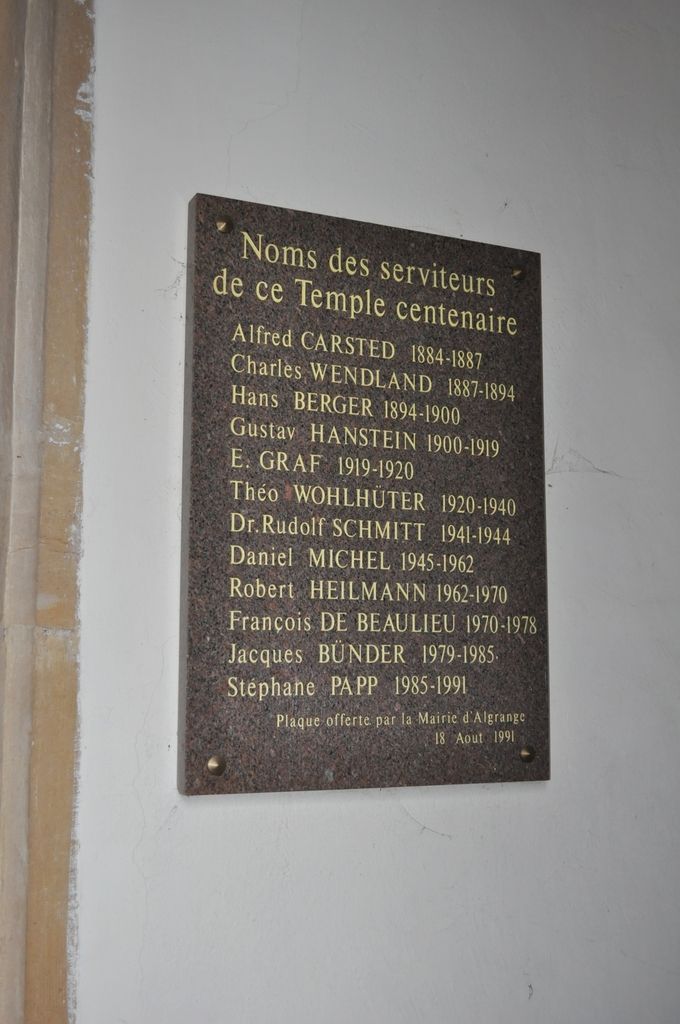 Noms des serviteurs
de ce Temple centenaire
Alfred CARSTED 1884-1887
Charles WENDLAND 1887-1894
Hans BERGER 1894-1900
Gustav HANSTEIN 1900-1919
E. GRAF 1919-1920
Théo WOHLHÜTER 1920-1940
Dr.Rudolf SCHMITT 1941-1944
Daniel MICHEL 1945-1962
Robert HEILMANN 1962-1970
François DE BEAULIEU 1970-1978
Jacques BÜNDER 1979-1985
Stéphane PAPP 1985-1991
Plaque offerte par la Mairie d'Algrange
18 Aout 1991